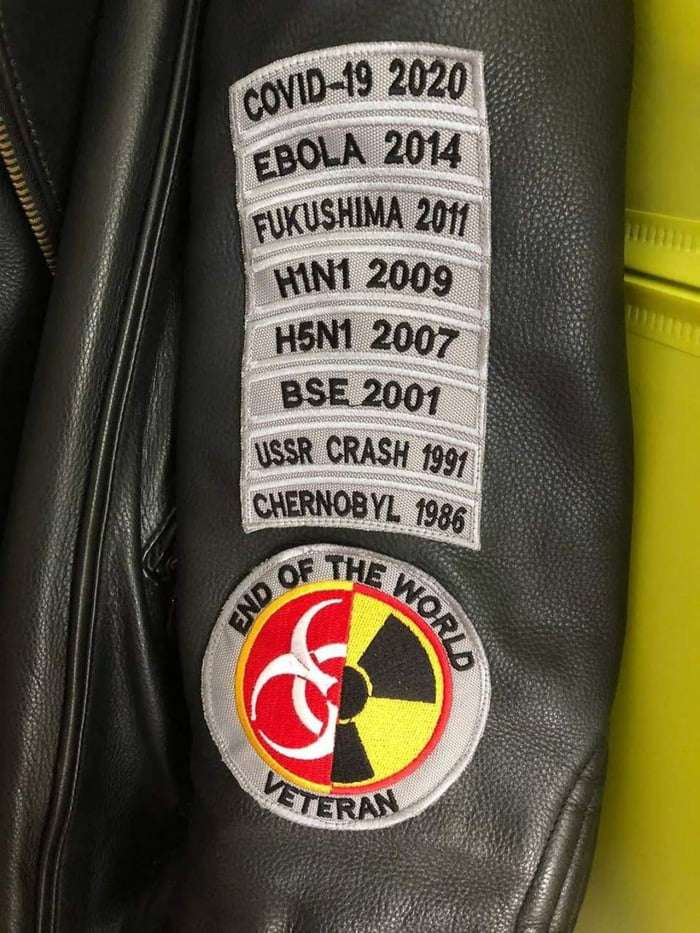 COVID-19 2020
EBOLA 2014
FUKUSHIMA 2011
H1N1 2009
H5N1 2007
BSE 2001
USSR CRASH 1991
CHERNOBYL 1986
END OF THE WORLD
VETERAN